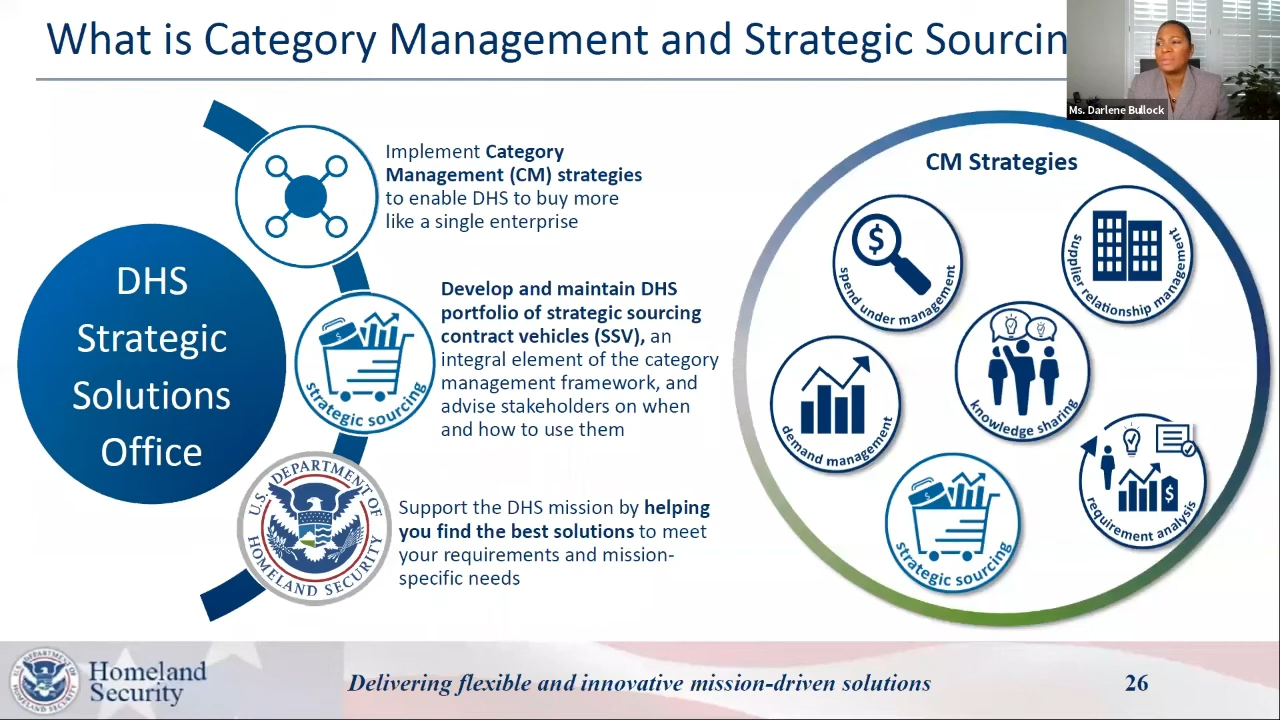 What is Category Management and Strategic Sourcin
Ms. Darlene Bullock
DHS
Strategic
Solutions
Office
Implement Category
Management (CM) strategies
to enable DHS to buy more
like a single enterprise
strategic sourcing
Develop and maintain DHS
portfolio of strategic sourcing
contract vehicles (SSV), an
integral element of the category
management framework, and
advise stakeholders on when
and how to use them
U.S. DEPARTMENT OF
HOMELAND SECURITY
Support the DHS mission by helping
you find the best solutions to meet
your requirements and mission-
specific needs
CM Strategies
spend under management
supplier relationship management
knowledge sharing
demand management
requirement analysis
strategic sourcing
Homeland
Security
Delivering flexible and innovative mission-driven solutions
26